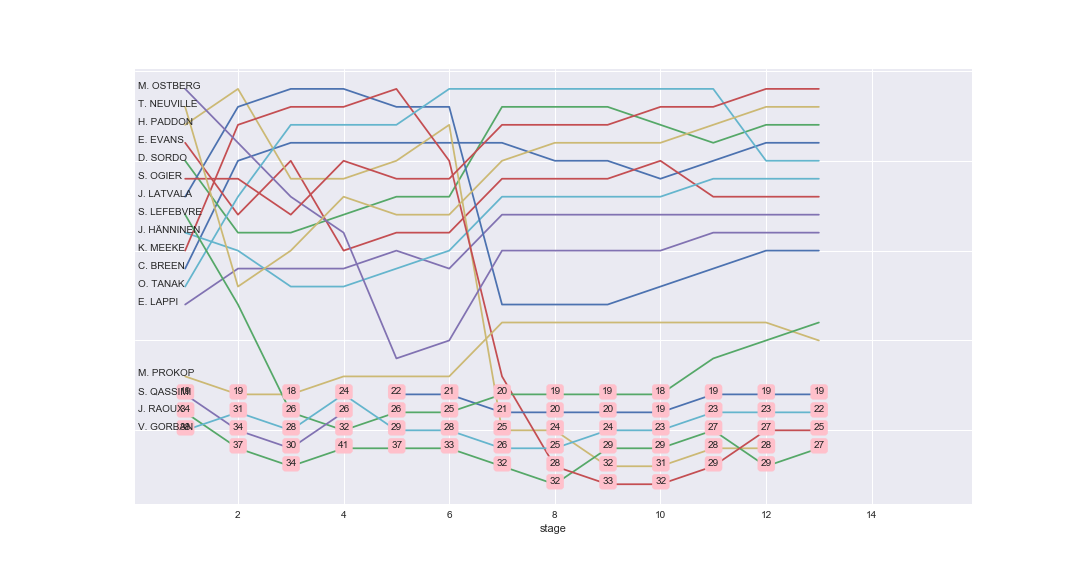 M. OSTBERG
T. NEUVILLE
H. PADDON
E. EVANS
D. SORDO
S. OGIER
J. LATVALA
S. LEFEBVRE
J. HÄNNINEN
K. MEEKE
C. BREEN
O. TANAK
E. LAPPI
M. PROKOP
S. QASSIMI 19 18 24 22 21 20 19 19 18 19 19 19
J. RAOUX 34 31 26 26 26 25 21 20 20 19 23 23 22
V. GORBAN 34 28 32 29 28 25 24 24 23 27 27 25
37 30 41 37 33 26 25 29 29 28 28 27
34 32 28 32 31 29 29
32 33 32
2 4 6 8 10 12 14
stage